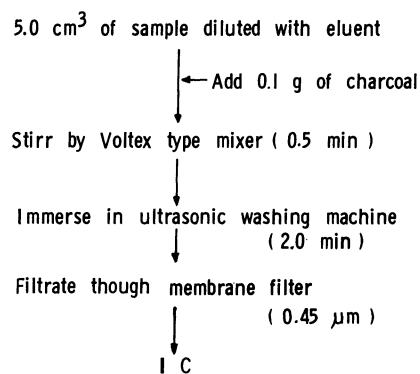 5.0 cm³ of sample diluted with eluent
Add 0.1 g of charcoal
Stirr by Voltex type mixer ( 0.5 min )
Immerse in ultrasonic washing machine
( 2.0 min )
Filtrate though membrane filter
( 0.45 μm )
I C